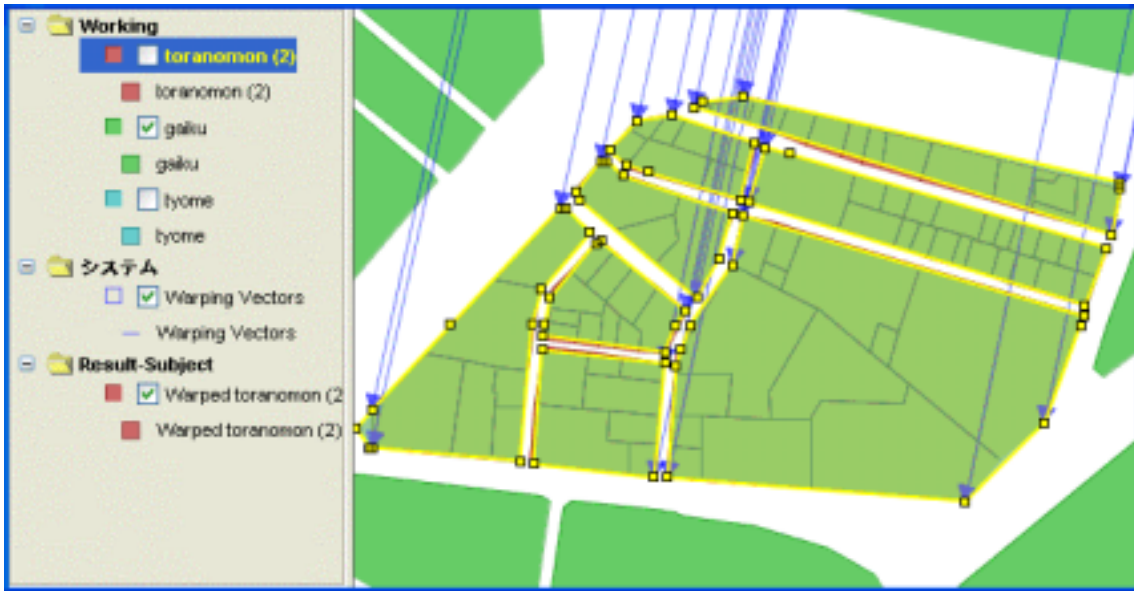 Working
toranomon (2)
toranomon (2)
gaiku
gaiku
tyome
tyome
システム
Warping Vectors
Warping Vectors
Result-Subject
Warped toranomon (2
Warped toranomon (2)